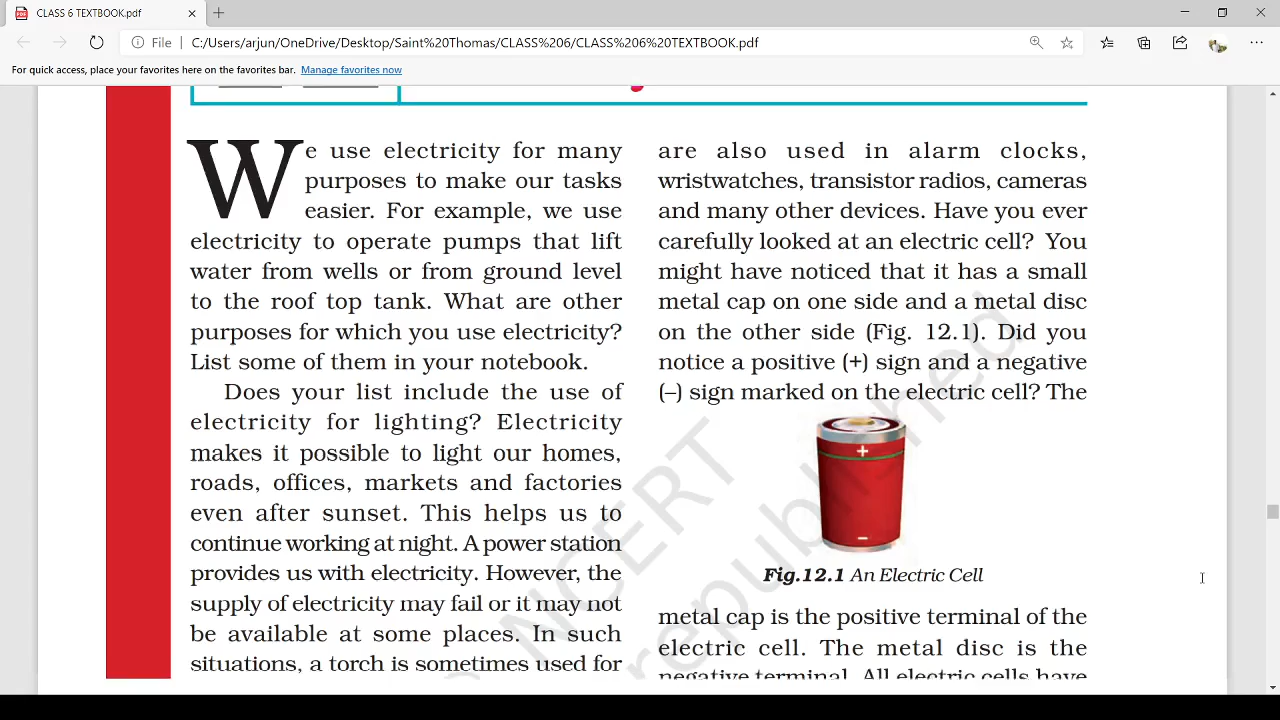 CLASS 6 TEXTBOOK.pdf
File
C:/Users/arjun/OneDrive/Desktop/Saint%20Thomas/CLASS%206/CLASS%206%20TEXTBOOK.pdf
For quick access, place your favorites here on the favorites bar. Manage favorites now
We use electricity for many
purposes to make our tasks
easier. For example, we use
electricity to operate pumps that lift
water from wells or from ground level
to the roof top tank. What are other
purposes for which you use electricity?
List some of them in your notebook.
Does your list include the use of
electricity for lighting? Electricity
makes it possible to light our homes,
roads, offices, markets and factories
even after sunset. This helps us to
continue working at night. A power station
provides us with electricity. However, the
supply of electricity may fail or it may not
be available at some places. In such
situations, a torch is sometimes used for
are also used in alarm clocks,
wristwatches, transistor radios, cameras
and many other devices. Have you ever
carefully looked at an electric cell? You
might have noticed that it has a small
metal cap on one side and a metal disc
on the other side (Fig. 12.1). Did you
notice a positive (+) sign and a negative
(–) sign marked on the electric cell? The
+
–
Fig.12.1 An Electric Cell
metal cap is the positive terminal of the
electric cell. The metal disc is the
negative terminal. All electric cells have
NCERT
republished